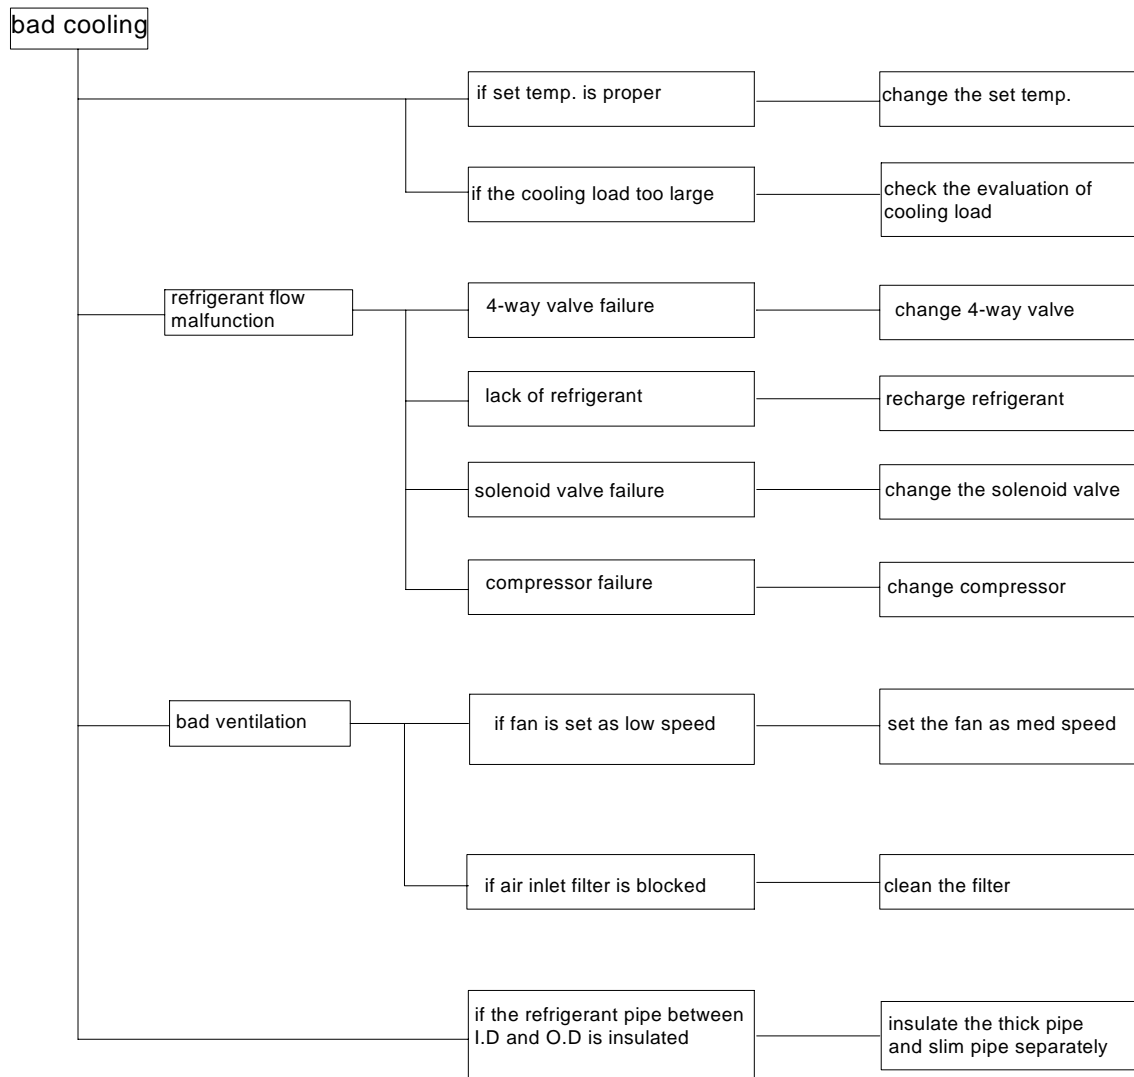 bad cooling
if set temp. is proper
change the set temp.
if the cooling load too large
check the evaluation of
cooling load
refrigerant flow
malfunction
4-way valve failure
change 4-way valve
lack of refrigerant
recharge refrigerant
solenoid valve failure
change the solenoid valve
compressor failure
change compressor
bad ventilation
if fan is set as low speed
set the fan as med speed
if air inlet filter is blocked
clean the filter
if the refrigerant pipe between
I.D and O.D is insulated
insulate the thick pipe
and slim pipe separately